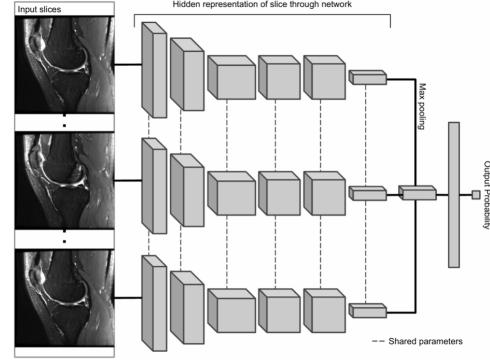 Hidden representation of slice through network
Input slices
Max pooling
Output Probability
Shared parameters